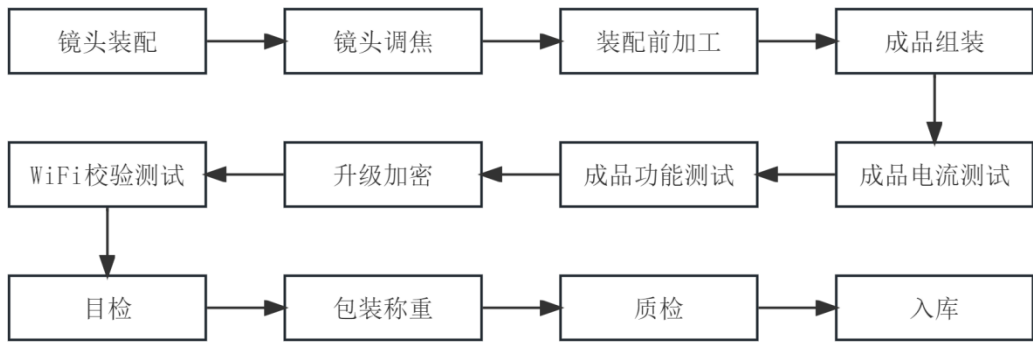 镜头装配
镜头调焦
装配前加工
成品组装
成品电流测试
成品功能测试
升级加密
WiFi校验测试
目检
包装称重
质检
入库